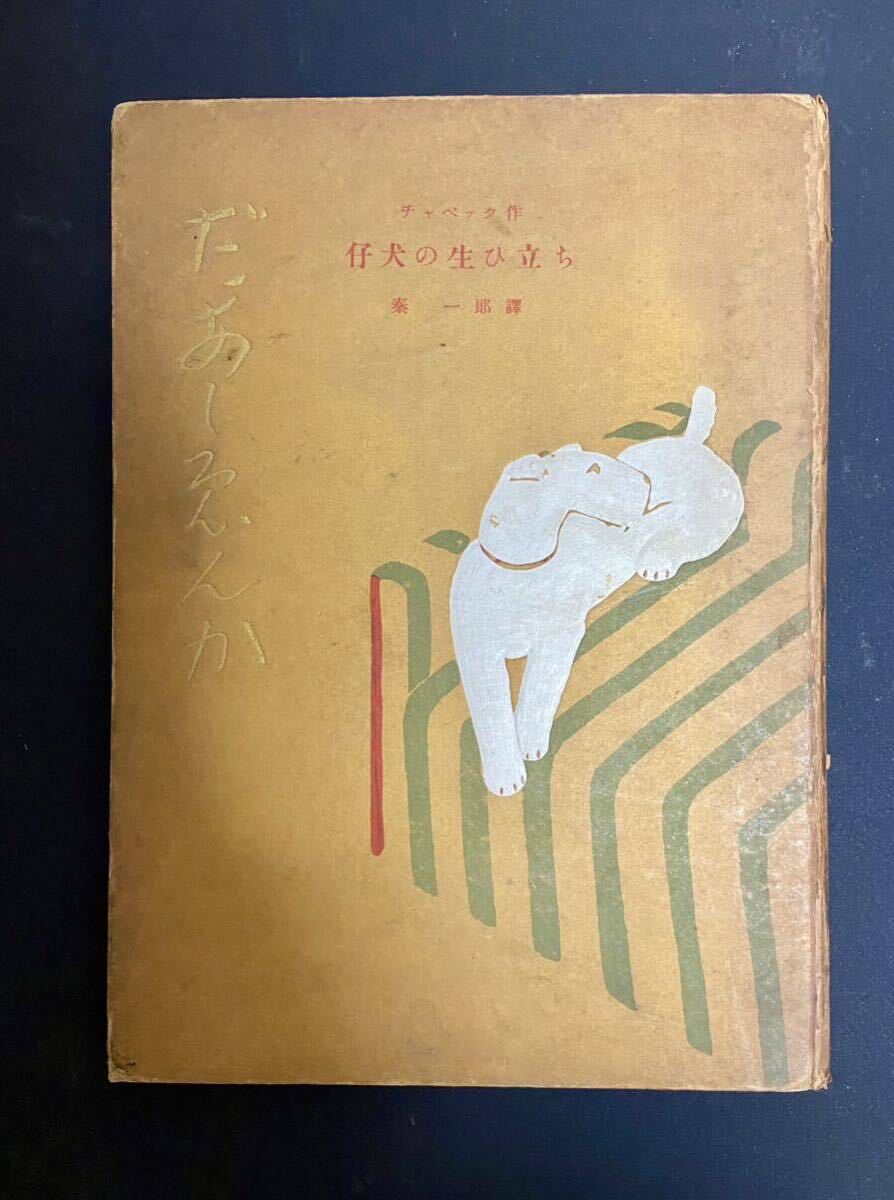 チャペック作
仔犬の生ひ立ち
秦一郎譯
だあしゑんか